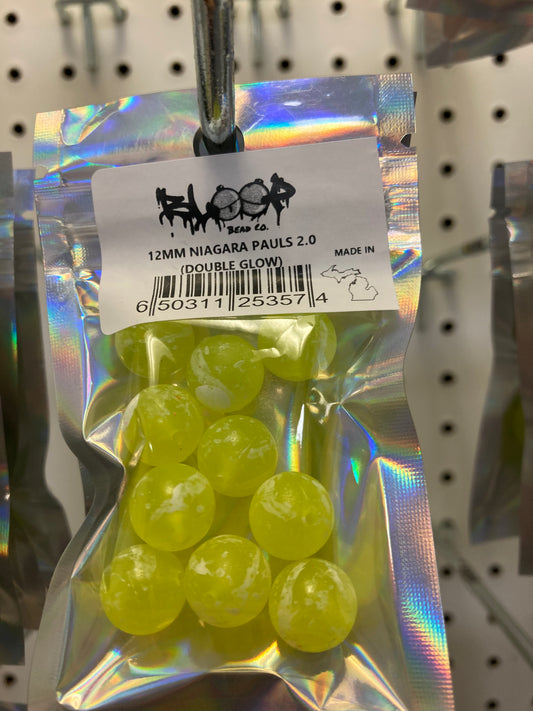 BLOOP
BEAD CO.
12MM NIAGARA PAULS 2.0
(DOUBLE GLOW)
MADE IN
6 50311 25357 4